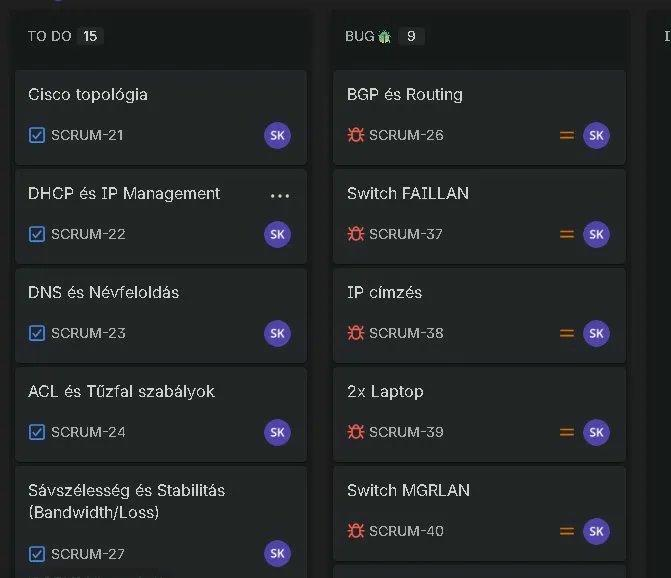 TO DO 15
Cisco topológia
SCRUM-21
SK
DHCP és IP Management
SCRUM-22
SK
DNS és Névfeloldás
SCRUM-23
SK
ACL és Tűzfal szabályok
SCRUM-24
SK
Sávszélesség és Stabilitás
(Bandwidth/Loss)
SCRUM-27
SK
BUG 9
BGP és Routing
SCRUM-26
SK
Switch FAILLAN
SCRUM-37
SK
IP címzés
SCRUM-38
SK
2x Laptop
SCRUM-39
SK
Switch MGRLAN
SCRUM-40
SK